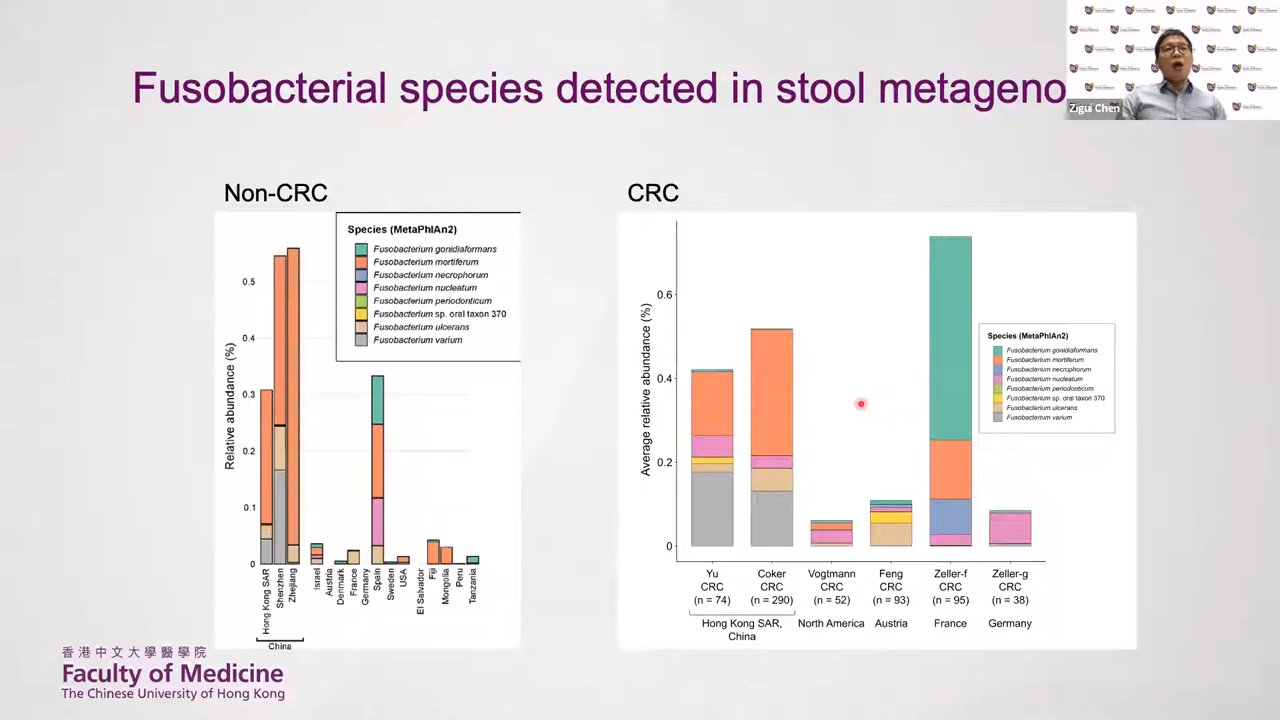 Fusobacterial species detected in stool metageno
Zigui Chen
Non-CRC
Species (MetaPhlAn2)
Fusobacterium gonidiaformans
Fusobacterium mortiferum
Fusobacterium necrophorum
Fusobacterium nucleatum
Fusobacterium periodonticum
Fusobacterium sp. oral taxon 370
Fusobacterium ulcerans
Fusobacterium varium
Relative abundance (%)
0.5
0.4
0.3
0.2
0.1
0
Hong Kong SAR
Shenzhen
Zhejiang
Israel
Austria
Denmark
France
Germany
Spain
Sweden
USA
El Salvador
Fiji
Mongolia
Peru
Tanzania
China
CRC
Average relative abundance (%)
0.6
0.4
0.2
0
Species (MetaPhlAn2)
Fusobacterium gonidiaformans
Fusobacterium mortiferum
Fusobacterium necrophorum
Fusobacterium nucleatum
Fusobacterium periodonticum
Fusobacterium sp. oral taxon 370
Fusobacterium ulcerans
Fusobacterium varium
Yu CRC (n = 74)
Coker CRC (n = 290)
Vogtmann CRC (n = 52)
Feng CRC (n = 93)
Zeller-f CRC (n = 95)
Zeller-g CRC (n = 38)
Hong Kong SAR, China
North America
Austria
France
Germany
香港中文大學醫學院
Faculty of Medicine
The Chinese University of Hong Kong